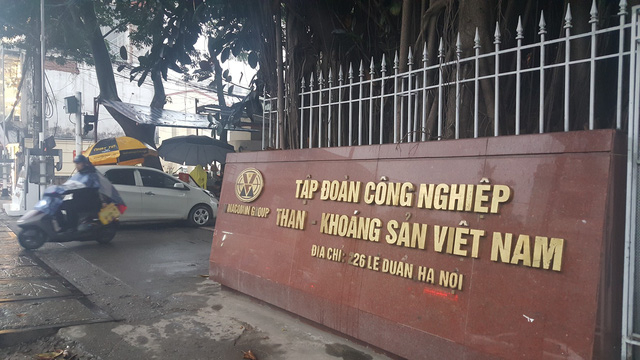 VINACOMIN GROUP
TẬP ĐOÀN CÔNG NGHIỆP
THAN - KHOÁNG SẢN VIỆT NAM
ĐỊA CHỈ: 226 LÊ DUẨN HÀ NỘI